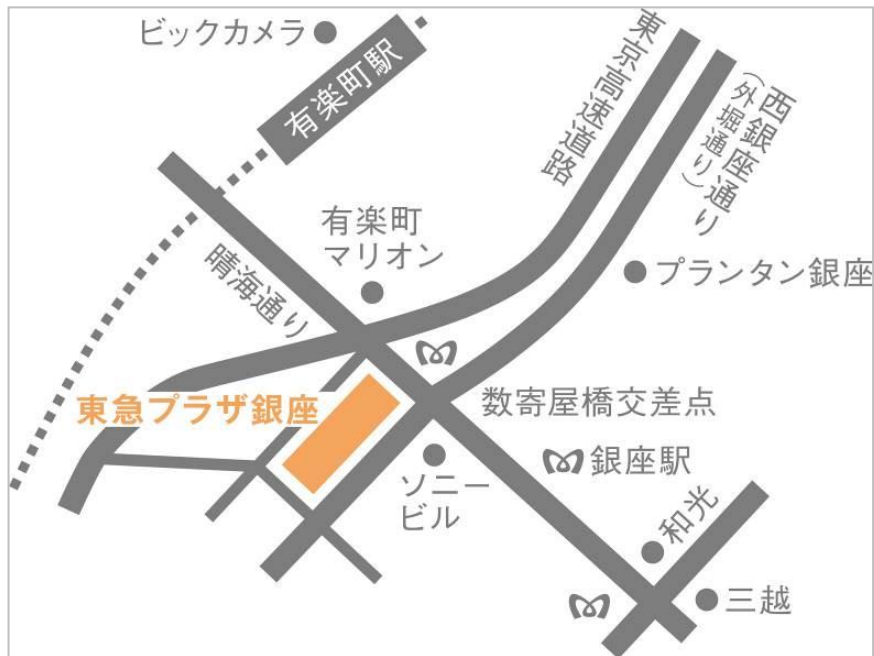 ビックカメラ
有楽町駅
東京高速道路
西銀座通り
（外堀通り）
有楽町
マリオン
晴海通り
プランタン銀座
東急プラザ銀座
数寄屋橋交差点
銀座駅
ソニー
ビル
和光
三越